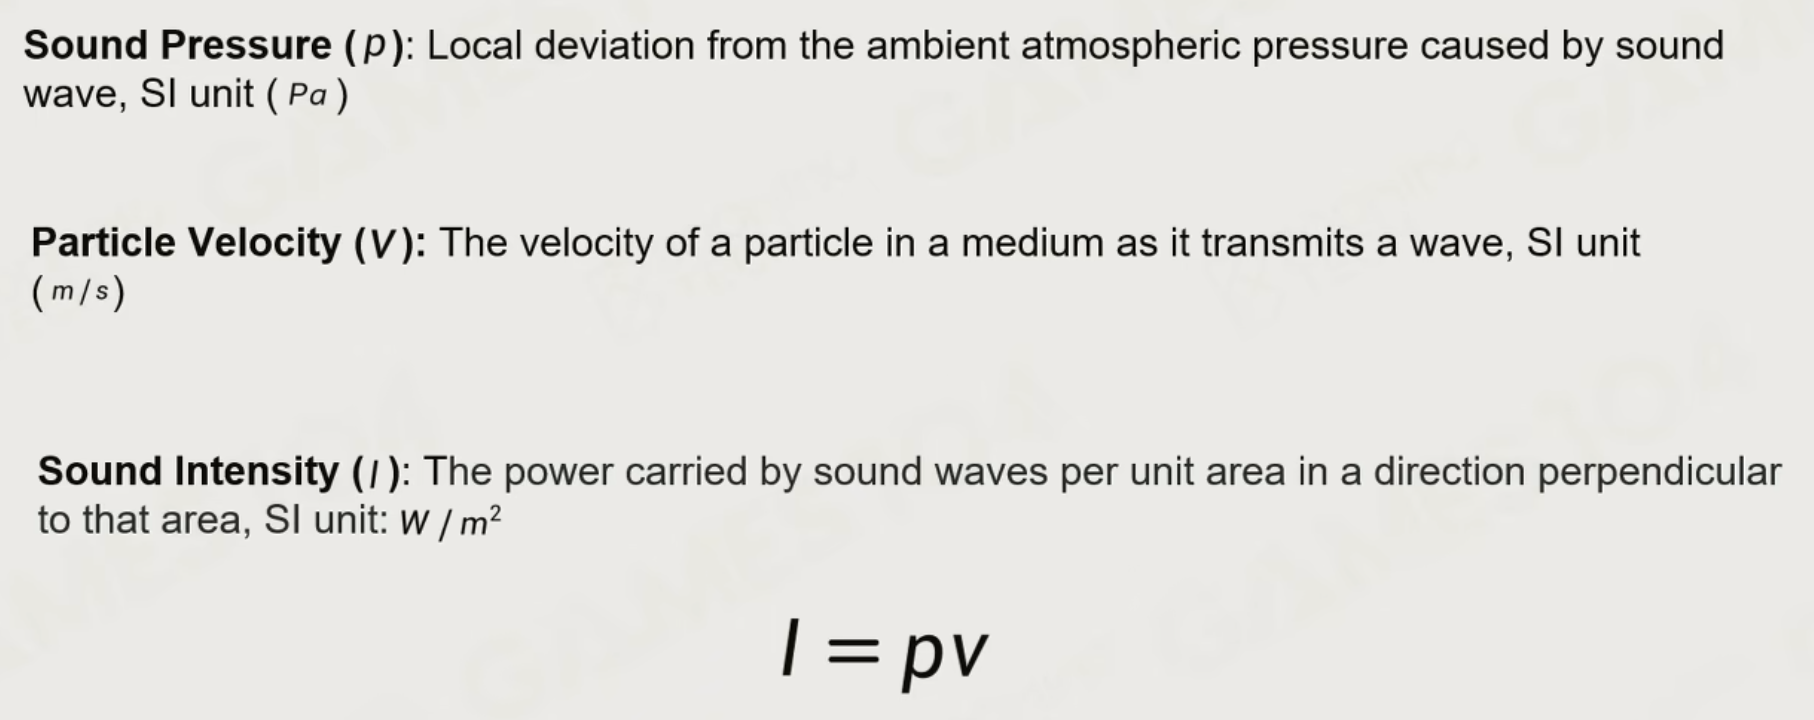 Sound Pressure (p): Local deviation from the ambient atmospheric pressure caused by sound
wave, SI unit ( Pa )
Particle Velocity (V): The velocity of a particle in a medium as it transmits a wave, SI unit
( m / s )
Sound Intensity ( I ): The power carried by sound waves per unit area in a direction perpendicular
to that area, SI unit: W / m²
I = pv